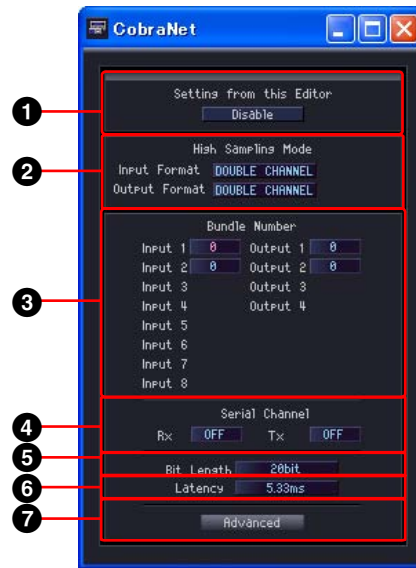 CobraNet
Setting from this Editor
Disable
1
High Sampling Mode
2
Input Format DOUBLE CHANNEL
Output Format DOUBLE CHANNEL
Bundle Number
Input 1 0 Output 1 0
Input 2 0 Output 2 0
3
Input 3 Output 3
Input 4 Output 4
Input 5
Input 6
Input 7
Input 8
Serial Channel
4
Rx OFF Tx OFF
5
Bit Length 20bit
6
Latency 5.33ms
7
Advanced